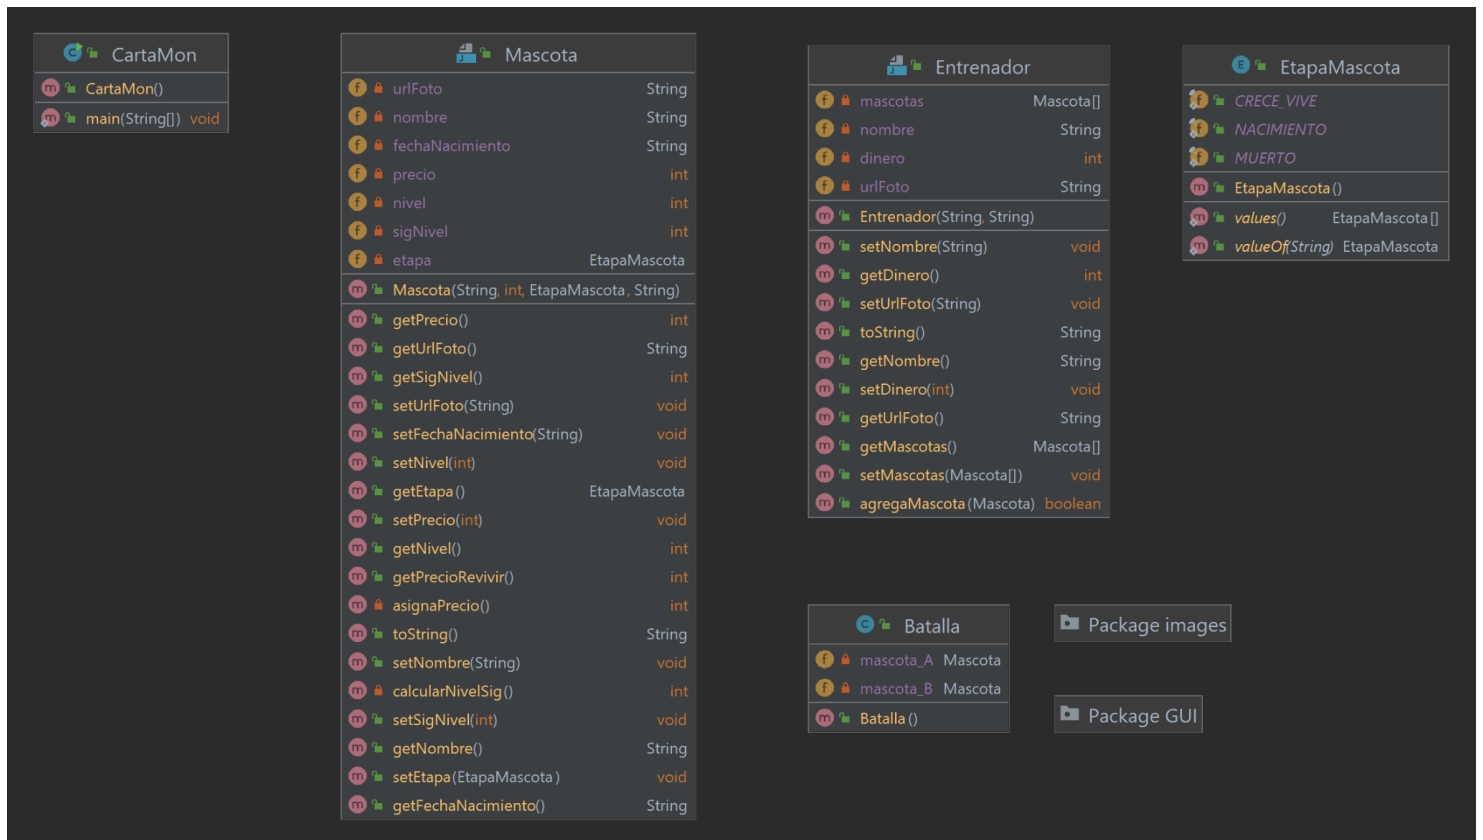 CartaMon
CartaMon()
main(String[]) void
Mascota
urlFoto String
nombre String
fechaNacimiento String
precio int
nivel int
sigNivel int
etapa EtapaMascota
Mascota(String, int, EtapaMascota, String)
getPrecio() int
getUrlFoto() String
getSigNivel() int
setUrlFoto(String) void
setFechaNacimiento(String) void
setNivel(int) void
getEtapa() EtapaMascota
setPrecio(int) void
getNivel() int
getPrecioRevivir() int
asignaPrecio() int
toString() String
setNombre(String) void
calcularNivelSig() int
setSigNivel(int) void
getNombre() String
setEtapa(EtapaMascota) void
getFechaNacimiento() String
Entrenador
mascotas Mascota[]
nombre String
dinero int
urlFoto String
Entrenador(String, String)
setNombre(String) void
getDinero() int
setUrlFoto(String) void
toString() String
getNombre() String
setDinero(int) void
getUrlFoto() String
getMascotas() Mascota[]
setMascotas(Mascota[]) void
agregaMascota(Mascota) boolean
EtapaMascota
CRECE_VIVE
NACIMIENTO
MUERTO
EtapaMascota()
values() EtapaMascota[]
valueOf(String) EtapaMascota
Batalla
mascota_A Mascota
mascota_B Mascota
Batalla()
Package images
Package GUI